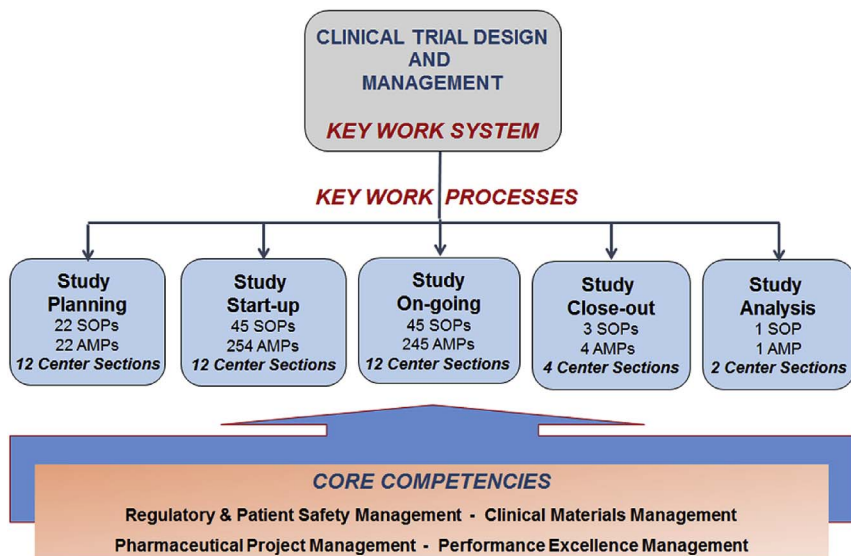 CLINICAL TRIAL DESIGN
AND
MANAGEMENT
KEY WORK SYSTEM
KEY WORK PROCESSES
Study
Planning
22 SOPs
22 AMPs
12 Center Sections
Study
Start-up
45 SOPs
254 AMPs
12 Center Sections
Study
On-going
45 SOPs
245 AMPs
12 Center Sections
Study
Close-out
3 SOPs
4 AMPs
4 Center Sections
Study
Analysis
1 SOP
1 AMP
2 Center Sections
CORE COMPETENCIES
Regulatory & Patient Safety Management - Clinical Materials Management
Pharmaceutical Project Management - Performance Excellence Management